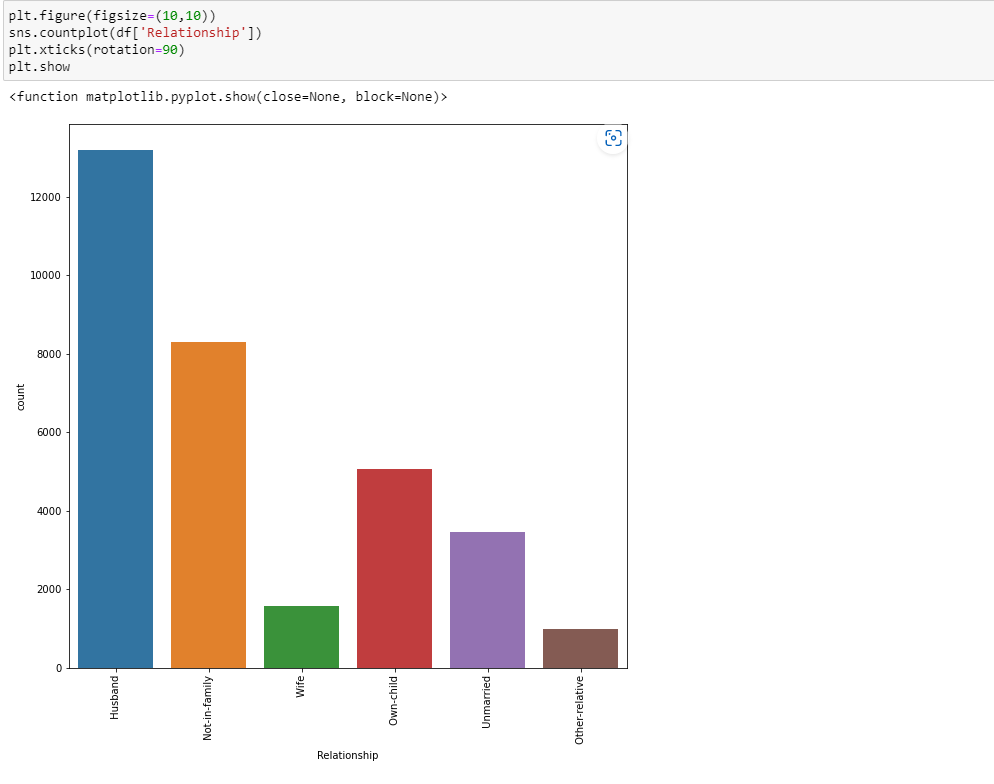 plt.figure(figsize=(10,10))
sns.countplot(df['Relationship'])
plt.xticks(rotation=90)
plt.show
<function matplotlib.pyplot.show(close=None, block=None)>
12000
10000
8000
6000
4000
2000
0
count
Husband
Not-in-family
Wife
Own-child
Unmarried
Other-relative
Relationship